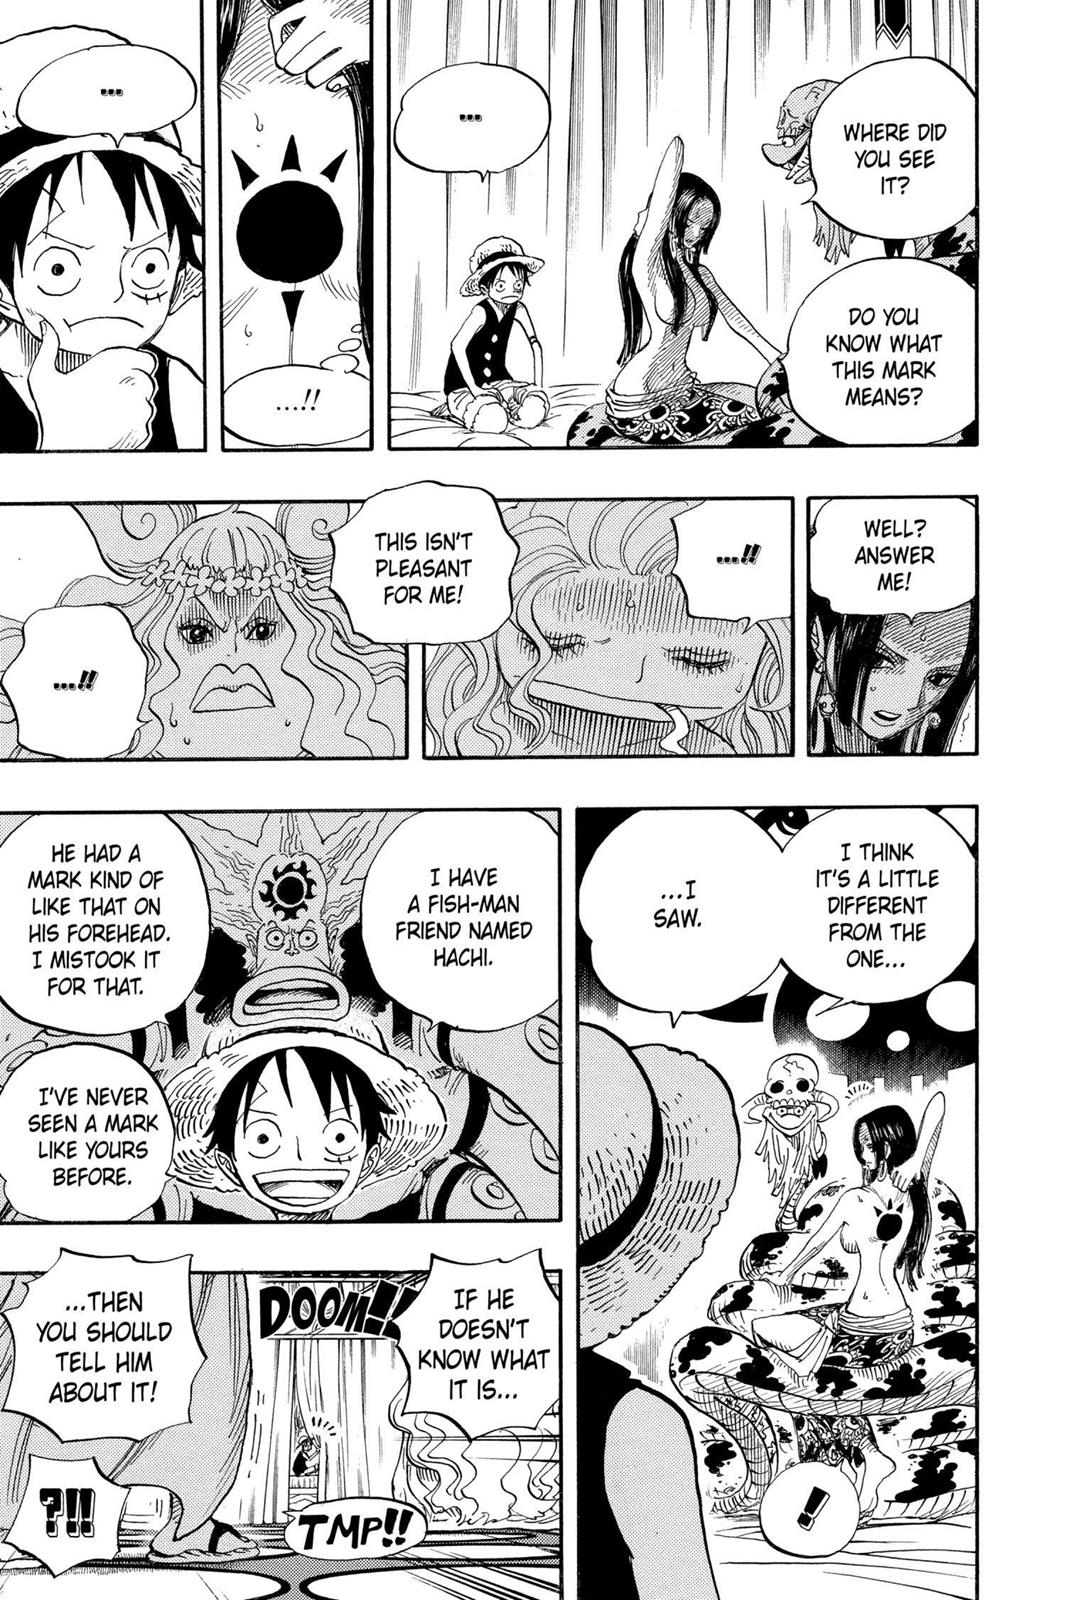 WHERE DID
YOU SEE
IT?
DO YOU
KNOW WHAT
THIS MARK
MEANS?
...
...!!
...
WELL?
ANSWER
ME!
...!!
THIS ISN'T
PLEASANT
FOR ME!
...!!
I THINK
IT'S A LITTLE
DIFFERENT
FROM THE
ONE...
...I
SAW.
!
I HAVE
A FISH-MAN
FRIEND NAMED
HACHI.
HE HAD A
MARK KIND OF
LIKE THAT ON
HIS FOREHEAD.
I MISTOOK IT
FOR THAT.
I'VE NEVER
SEEN A MARK
LIKE YOURS
BEFORE.
IF HE
DOESN'T
KNOW WHAT
IT IS...
DOOM!!
TMP!!
...THEN
YOU SHOULD
TELL HIM
ABOUT IT!
?!!